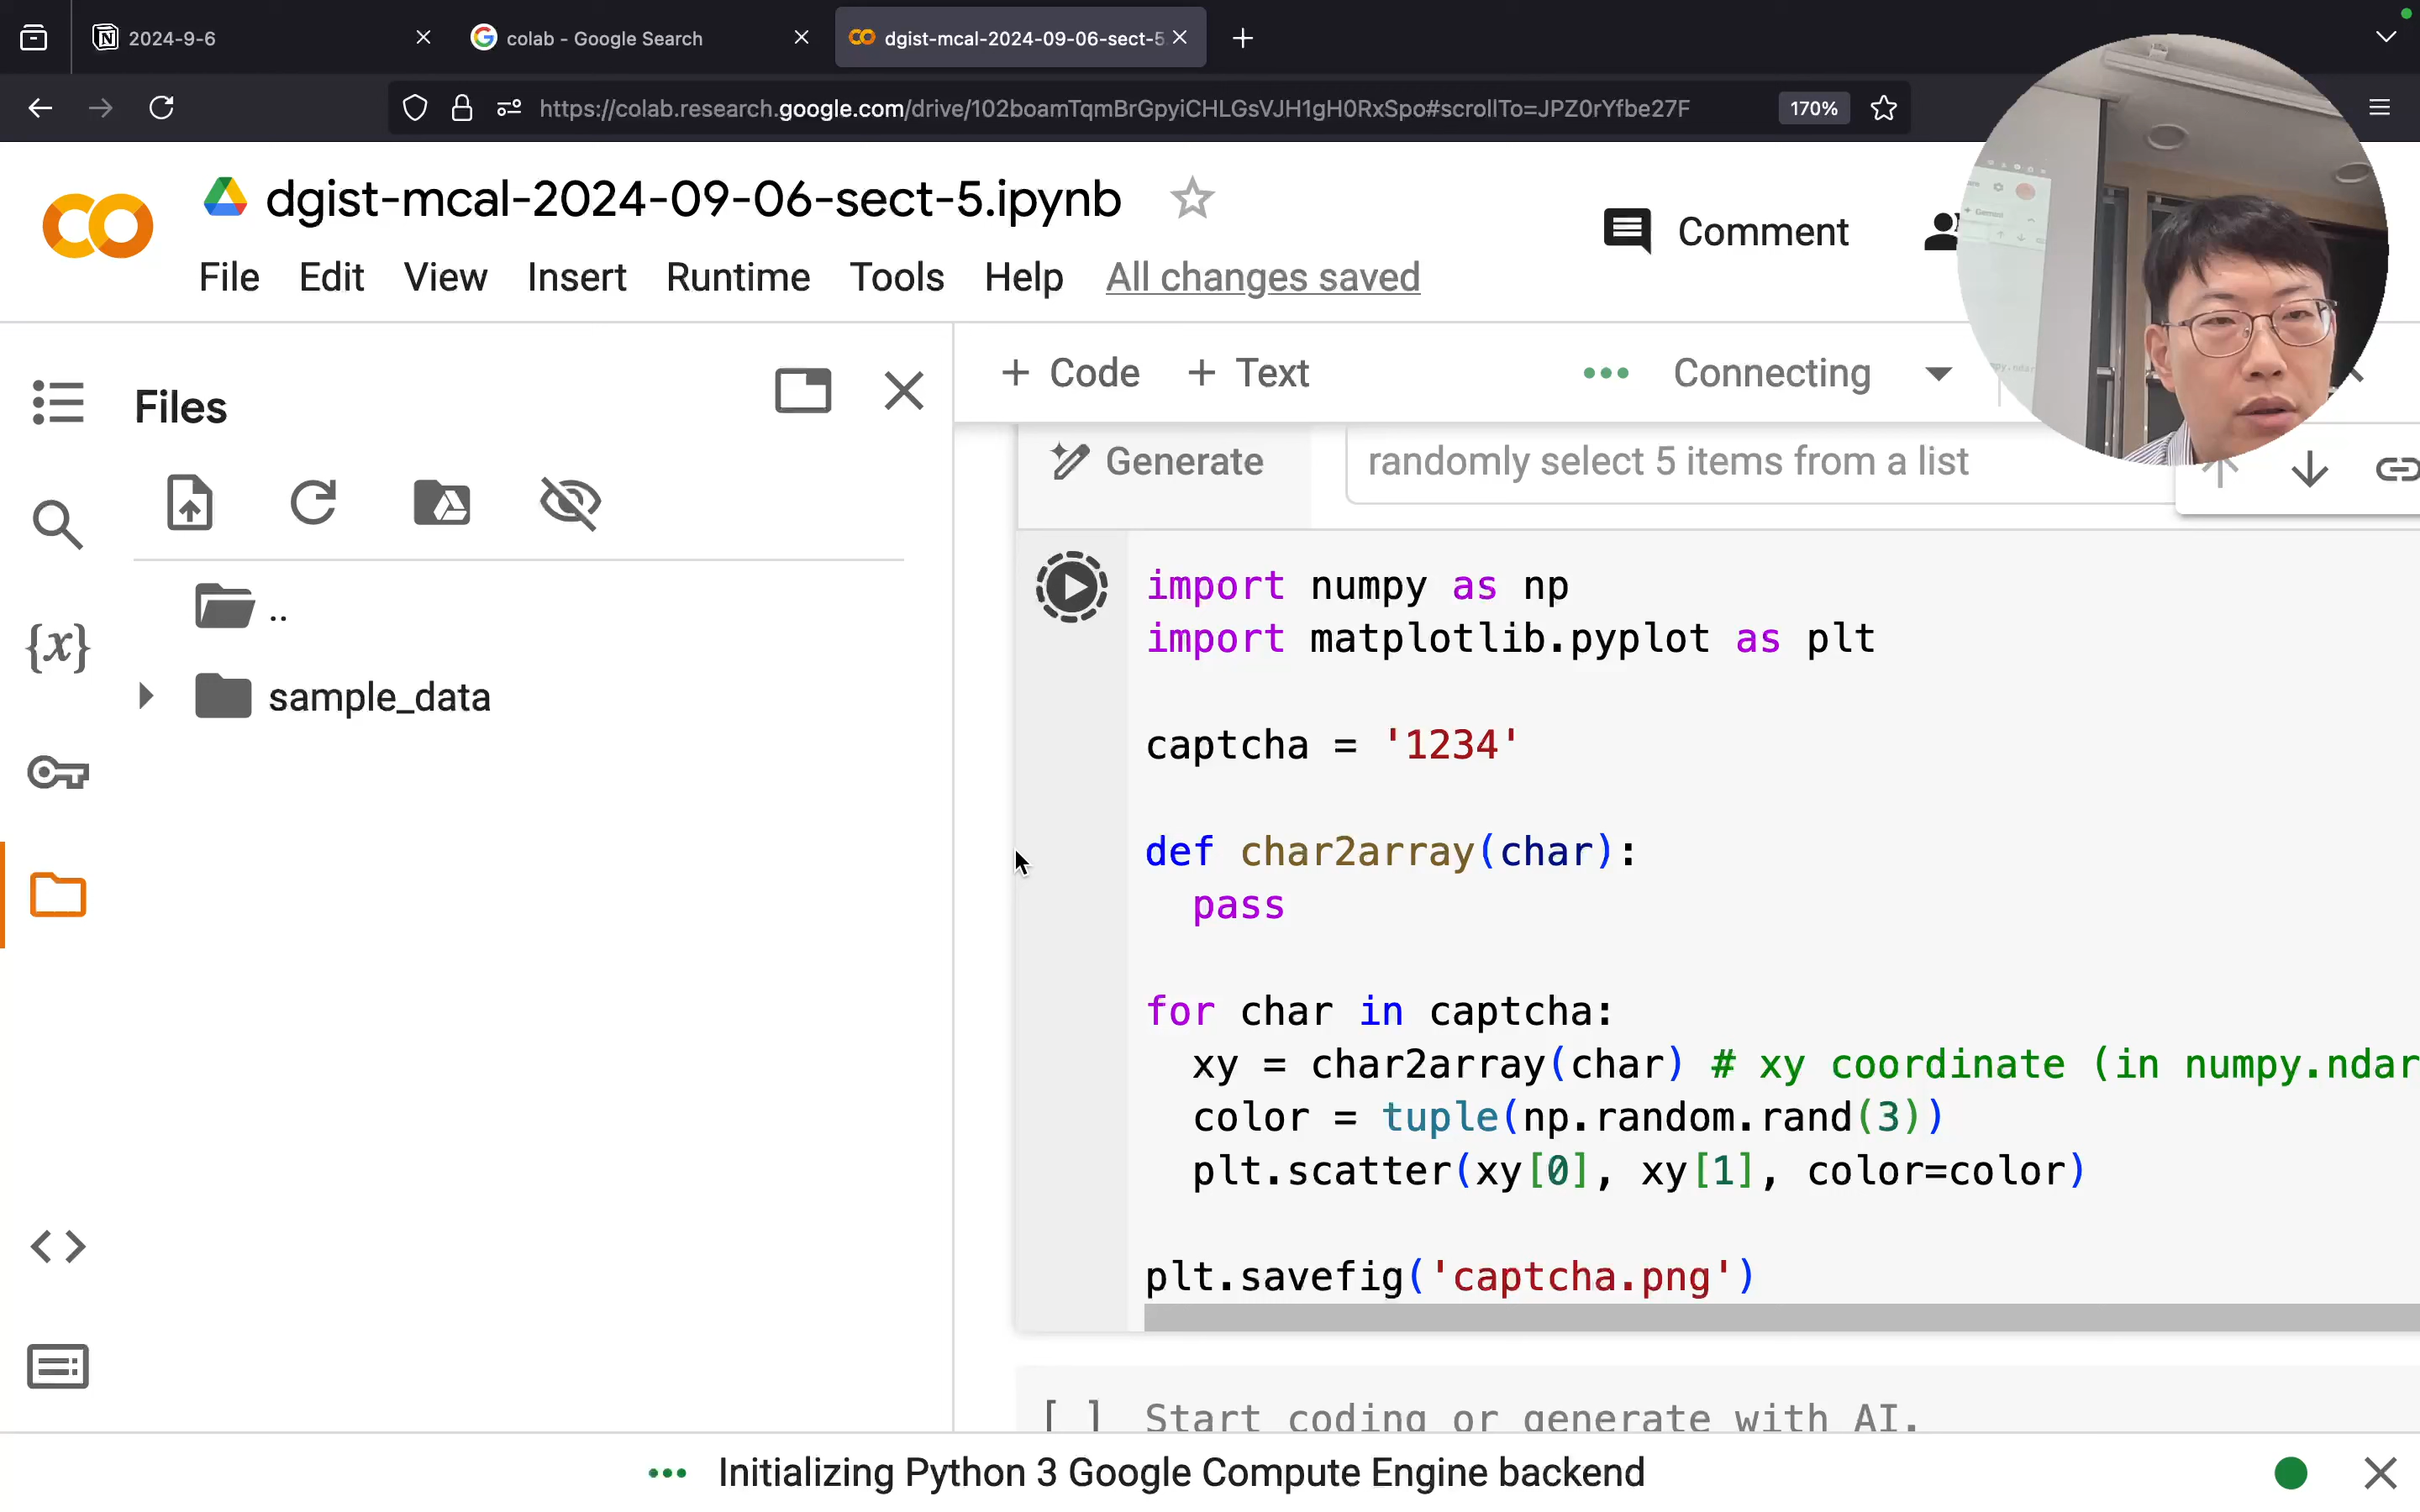 2024-9-6
colab - Google Search
dgist-mcal-2024-09-06-sect-5
https://colab.research.google.com/drive/102boamTqmBrGpyiCHLGsVJH1gH0RxSpo#scrollTo=JPZ0rYfbe27F
170%
dgist-mcal-2024-09-06-sect-5.ipynb
Comment
File Edit View Insert Runtime Tools Help All changes saved
Files
+ Code + Text
Connecting
Generate
randomly select 5 items from a list
..
sample_data
{x}
import numpy as np
import matplotlib.pyplot as plt
captcha = '1234'
def char2array(char):
pass
for char in captcha:
xy = char2array(char) # xy coordinate (in numpy.ndar
color = tuple(np.random.rand(3))
plt.scatter(xy[0], xy[1], color=color)
plt.savefig('captcha.png')
[ ] Start coding or generate with AI.
Initializing Python 3 Google Compute Engine backend